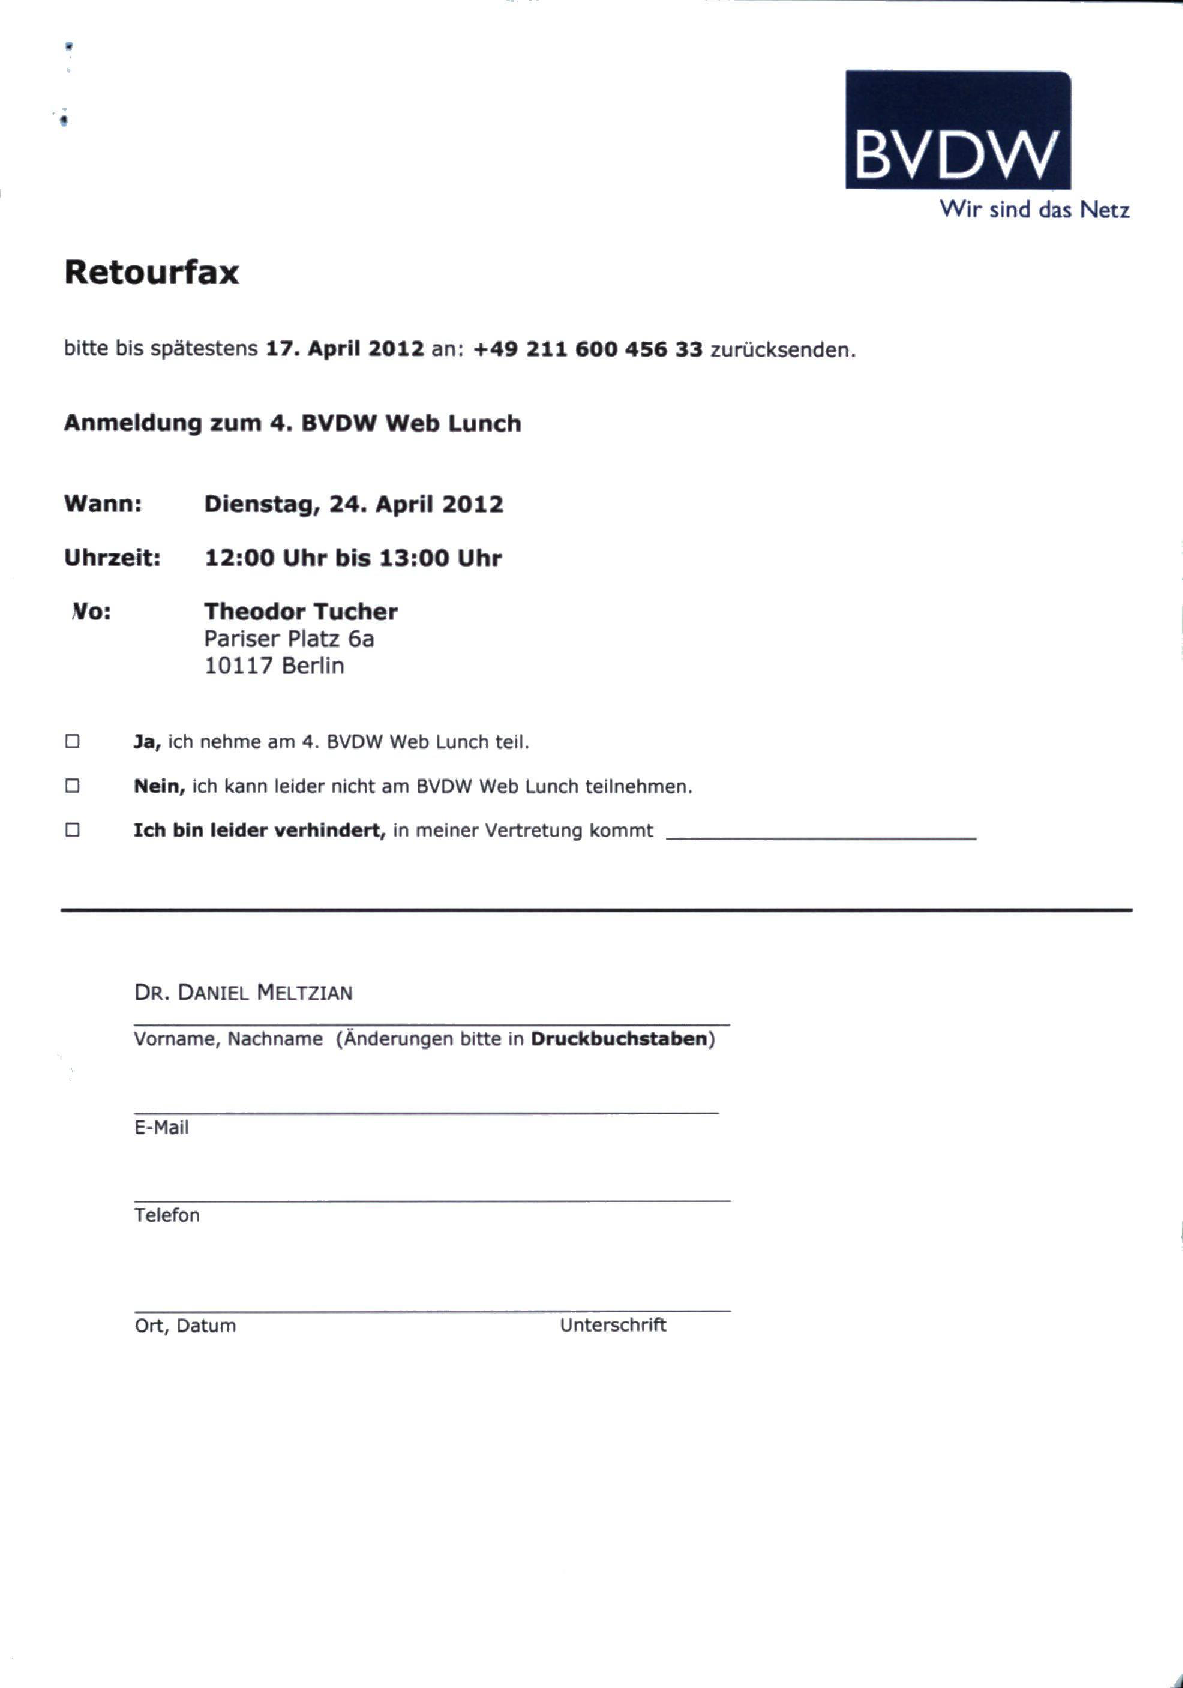 BVDW
Wir sind das Netz
Retourfax
bitte bis spätestens 17. April 2012 an: +49 211 600 456 33 zurücksenden.
Anmeldung zum 4. BVDW Web Lunch
Wann: Dienstag, 24. April 2012
Uhrzeit: 12:00 Uhr bis 13:00 Uhr
Wo: Theodor Tucher
Pariser Platz 6a
10117 Berlin
☐ Ja, ich nehme am 4. BVDW Web Lunch teil.
☐ Nein, ich kann leider nicht am BVDW Web Lunch teilnehmen.
☐ Ich bin leider verhindert, in meiner Vertretung kommt
DR. DANIEL MELTZIAN
Vorname, Nachname (Änderungen bitte in Druckbuchstaben)
E-Mail
Telefon
Ort, Datum Unterschrift